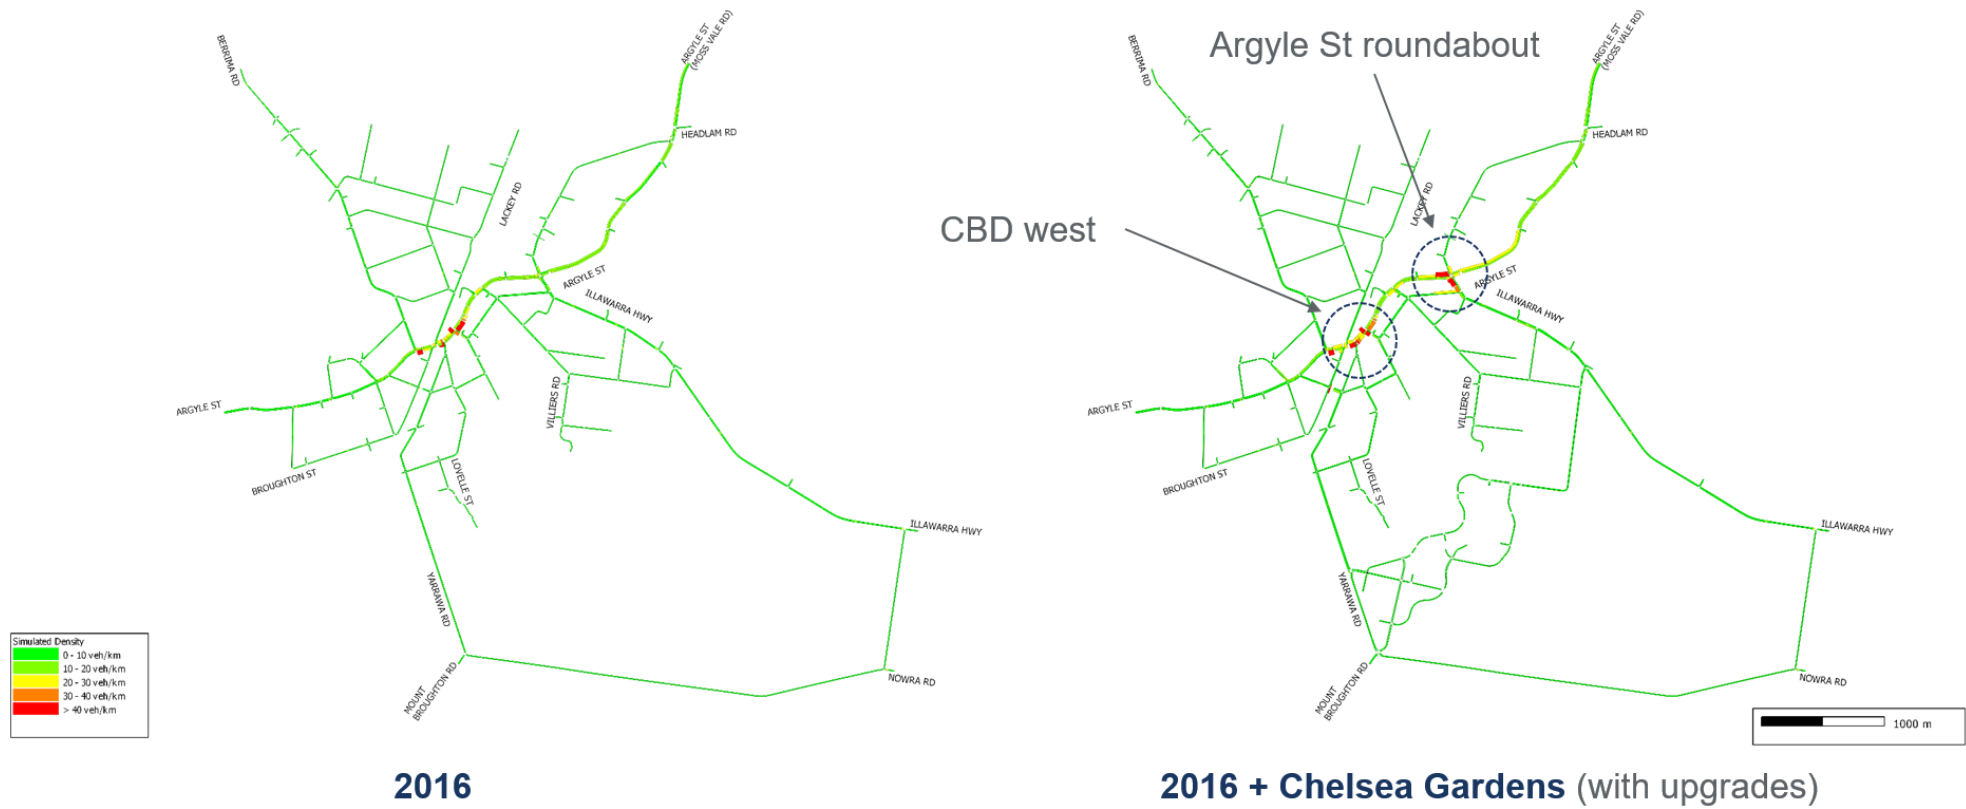 BERRIMA RD
ARGYLE ST
(MOSS VALE RD)
HEADLAM RD
LACKEY RD
ARGYLE ST
ILLAWARRA HWY
ARGYLE ST
VILLIERS RD
BROUGHTON ST
LOVELLE ST
ILLAWARRA HWY
YARRAWA RD
NOWRA RD
MOUNT
BROUGHTON RD
Simulated Density
0 - 10 veh/km
10 - 20 veh/km
20 - 30 veh/km
30 - 40 veh/km
> 40 veh/km
2016
Argyle St roundabout
CBD west
BERRIMA RD
ARGYLE ST
(MOSS VALE RD)
HEADLAM RD
LACKEY RD
ARGYLE ST
ILLAWARRA HWY
ARGYLE ST
VILLIERS RD
BROUGHTON ST
LOVELLE ST
ILLAWARRA HWY
YARRAWA RD
NOWRA RD
MOUNT
BROUGHTON RD
1000 m
2016 + Chelsea Gardens (with upgrades)